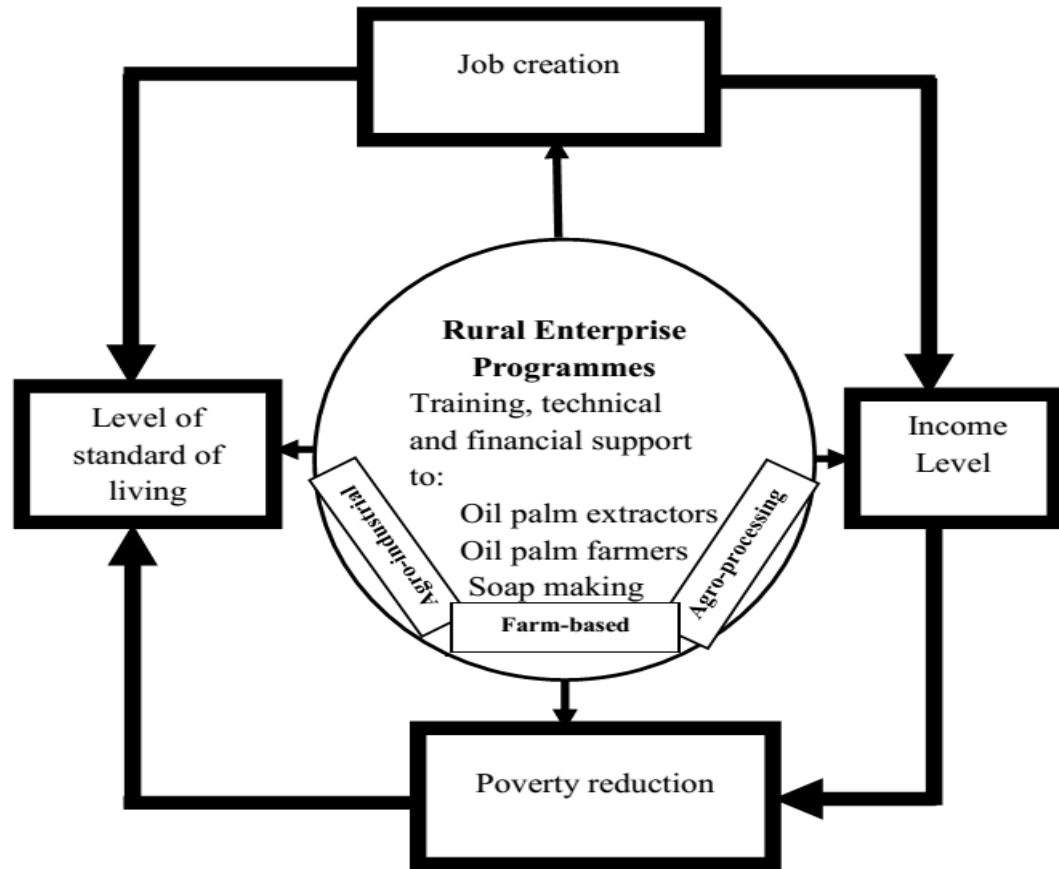 Job creation
Rural Enterprise
Programmes
Training, technical
and financial support
to:
Oil palm extractors
Oil palm farmers
Soap making
Agro-industrial
Farm-based
Agro-processing
Level of
standard of
living
Income
Level
Poverty reduction